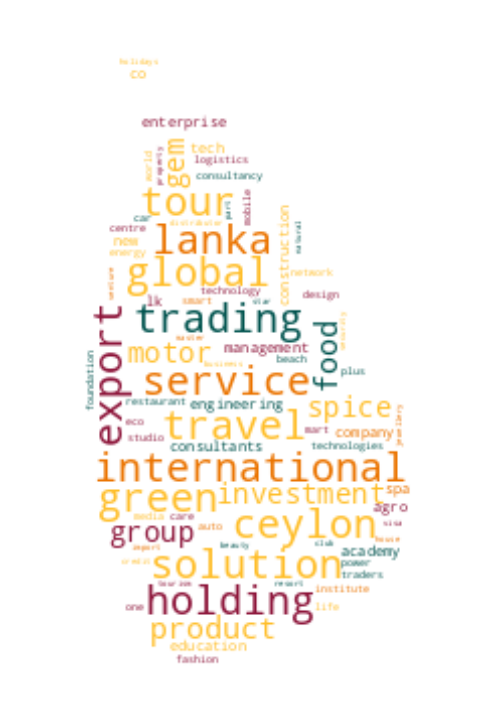 holidays
co
enterprise
gem
tech
world
property
logistics
consultancy
tour
mobile
car
part
distributor
centre
construction
natural
new
lanka
energy
global
network
technology
design
lk
smart
star
export
trading
food
security
master
motor
management
business
beach
foundation
service
plus
restaurant
engineering
spice
travel
eco
mart
company
studio
consultants
technologies
international
green
investment
spa
agro
media
care
ceylon
visa
group
auto
house
import
beauty
club
academy
credit
solution
power
traders
tourism
resort
institute
holding
one
life
product
education
fashion